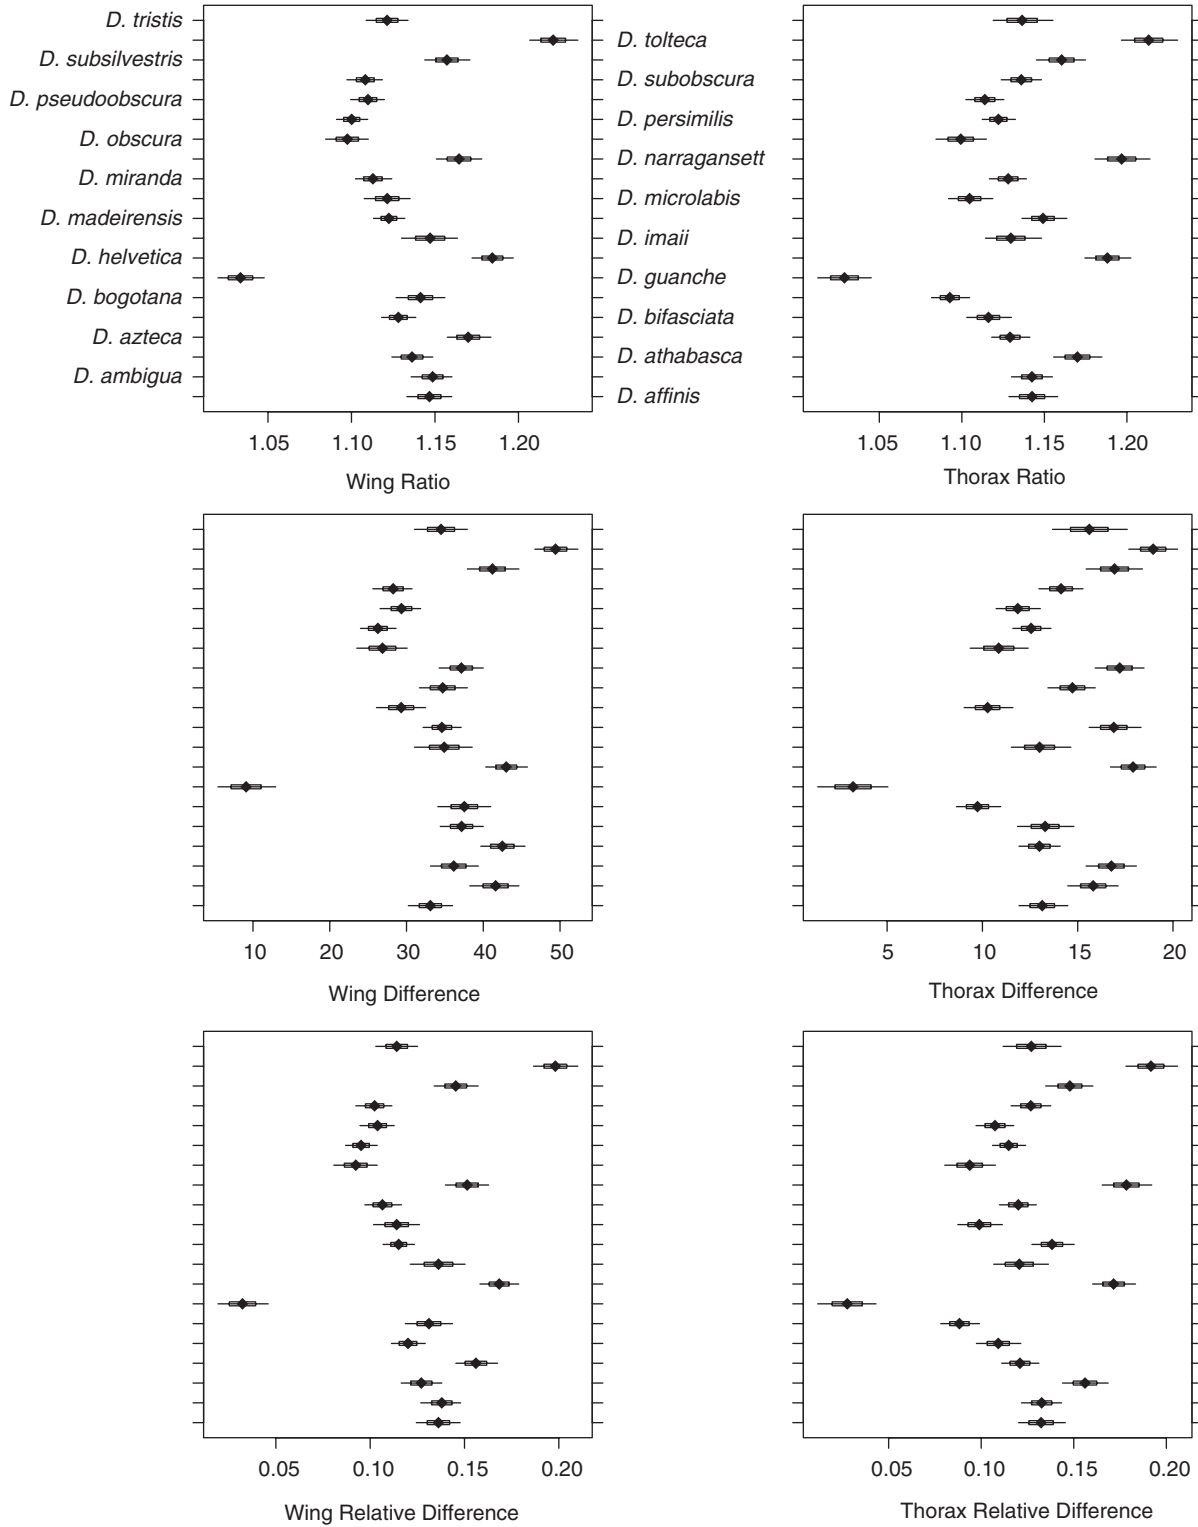 D. tristis
D. tolteca
D. subsilvestris
D. subobscura
D. pseudoobscura
D. persimilis
D. obscura
D. narragansett
D. miranda
D. microlabis
D. madeirensis
D. imaii
D. helvetica
D. guanche
D. bogotana
D. bifasciata
D. azteca
D. athabasca
D. ambigua
D. affinis
1.05 1.10 1.15 1.20
Wing Ratio
1.05 1.10 1.15 1.20
Thorax Ratio
10 20 30 40 50
Wing Difference
5 10 15 20
Thorax Difference
0.05 0.10 0.15 0.20
Wing Relative Difference
0.05 0.10 0.15 0.20
Thorax Relative Difference